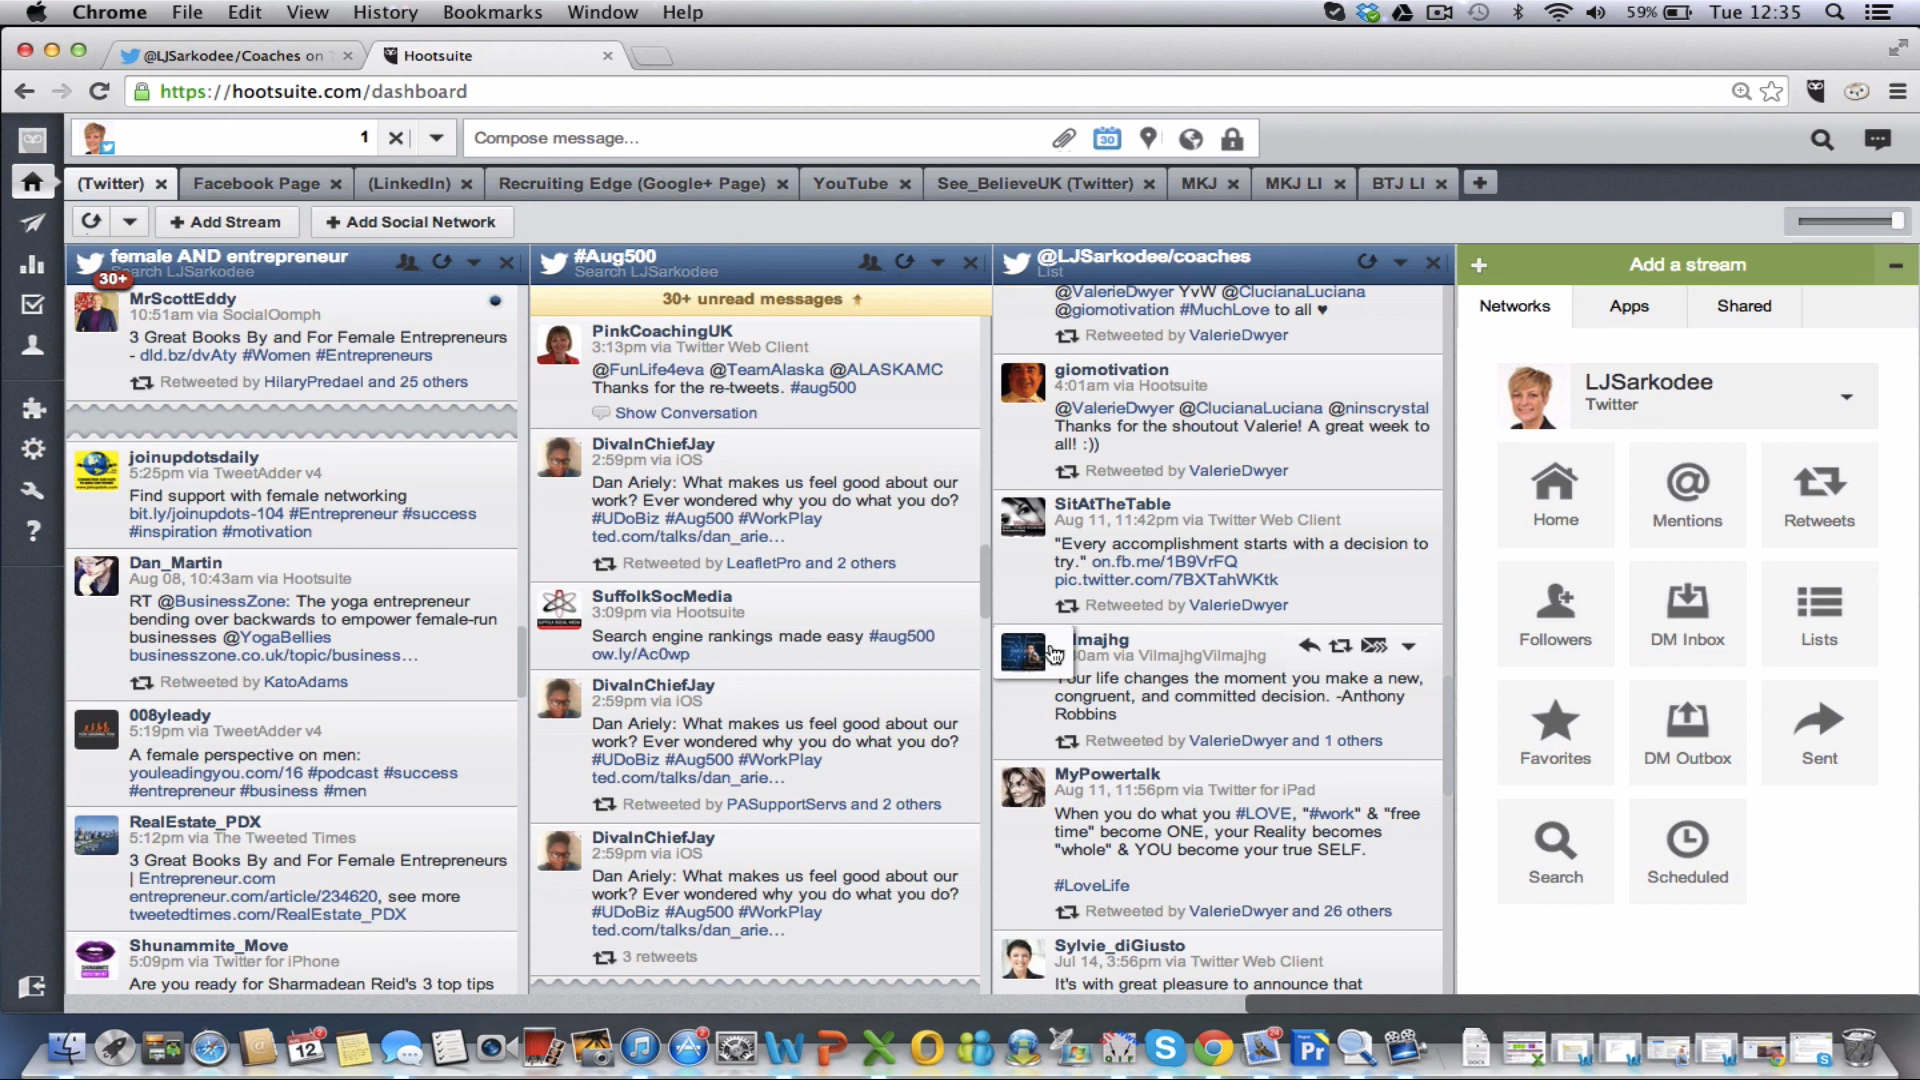 Chrome File Edit View History Bookmarks Window Help 59% Tue 12:35
@LJSarkodee/Coaches on Hootsuite
https://hootsuite.com/dashboard
1 Compose message... 30
(Twitter) Facebook Page (LinkedIn) Recruiting Edge (Google+ Page) YouTube See_BelieveUK (Twitter) MKJ MKJ LI BTJ LI
Add Stream Add Social Network
female AND entrepreneur
Search LJSarkodee
30+
MrScottEddy
10:51am via SocialOomph
3 Great Books By and For Female Entrepreneurs
- dld.bz/dvAty #Women #Entrepreneurs
Retweeted by HilaryPredael and 25 others
joinupdotsdaily
5:25pm via TweetAdder v4
Find support with female networking
bit.ly/joinupdots-104 #Entrepreneur #success
#inspiration #motivation
Dan_Martin
Aug 08, 10:43am via Hootsuite
RT @BusinessZone: The yoga entrepreneur
bending over backwards to empower female-run
businesses @YogaBellies
businesszone.co.uk/topic/business…
Retweeted by KatoAdams
008yleady
5:19pm via TweetAdder v4
A female perspective on men:
youleadingyou.com/16 #podcast #success
#entrepreneur #business #men
RealEstate_PDX
5:12pm via The Tweeted Times
3 Great Books By and For Female Entrepreneurs
| Entrepreneur.com
entrepreneur.com/article/234620, see more
tweetedtimes.com/RealEstate_PDX
Shunammite_Move
5:09pm via Twitter for iPhone
Are you ready for Sharmadean Reid's 3 top tips
#Aug500
Search LJSarkodee
30+ unread messages
PinkCoachingUK
3:13pm via Twitter Web Client
@FunLife4eva @TeamAlaska @ALASKAMC
Thanks for the re-tweets. #aug500
Show Conversation
DivaInChiefJay
2:59pm via iOS
Dan Ariely: What makes us feel good about our
work? Ever wondered why you do what you do?
#UDoBiz #Aug500 #WorkPlay
ted.com/talks/dan_arie…
Retweeted by LeafletPro and 2 others
SuffolkSocMedia
3:09pm via Hootsuite
Search engine rankings made easy #aug500
ow.ly/Ac0wp
DivaInChiefJay
2:59pm via iOS
Dan Ariely: What makes us feel good about our
work? Ever wondered why you do what you do?
#UDoBiz #Aug500 #WorkPlay
ted.com/talks/dan_arie…
Retweeted by PASupportServs and 2 others
DivaInChiefJay
2:59pm via iOS
Dan Ariely: What makes us feel good about our
work? Ever wondered why you do what you do?
#UDoBiz #Aug500 #WorkPlay
ted.com/talks/dan_arie…
3 retweets
@LJSarkodee/coaches
List
@ValerieDwyer YvW @ClucianaLuciana
@giomotivation #MuchLove to all ♥
Retweeted by ValerieDwyer
giomotivation
4:01am via Hootsuite
@ValerieDwyer @ClucianaLuciana @ninscrystal
Thanks for the shoutout Valerie! A great week to
all! :))
Retweeted by ValerieDwyer
SitAtTheTable
Aug 11, 11:42pm via Twitter Web Client
"Every accomplishment starts with a decision to
try." on.fb.me/1B9VrFQ
pic.twitter.com/7BXTahWKtk
Retweeted by ValerieDwyer
lmajhg
30am via VilmajhgVilmajhg
Your life changes the moment you make a new,
congruent, and committed decision. -Anthony
Robbins
Retweeted by ValerieDwyer and 1 others
MyPowertalk
Aug 11, 11:56pm via Twitter for iPad
When you do what you #LOVE, "#work" & "free
time" become ONE, your Reality becomes
"whole" & YOU become your true SELF.
#LoveLife
Retweeted by ValerieDwyer and 26 others
Sylvie_diGiusto
Jul 14, 3:56pm via Twitter Web Client
It's with great pleasure to announce that
Add a stream
Networks Apps Shared
LJSarkodee
Twitter
Home Mentions Retweets
Followers DM Inbox Lists
Favorites DM Outbox Sent
Search Scheduled